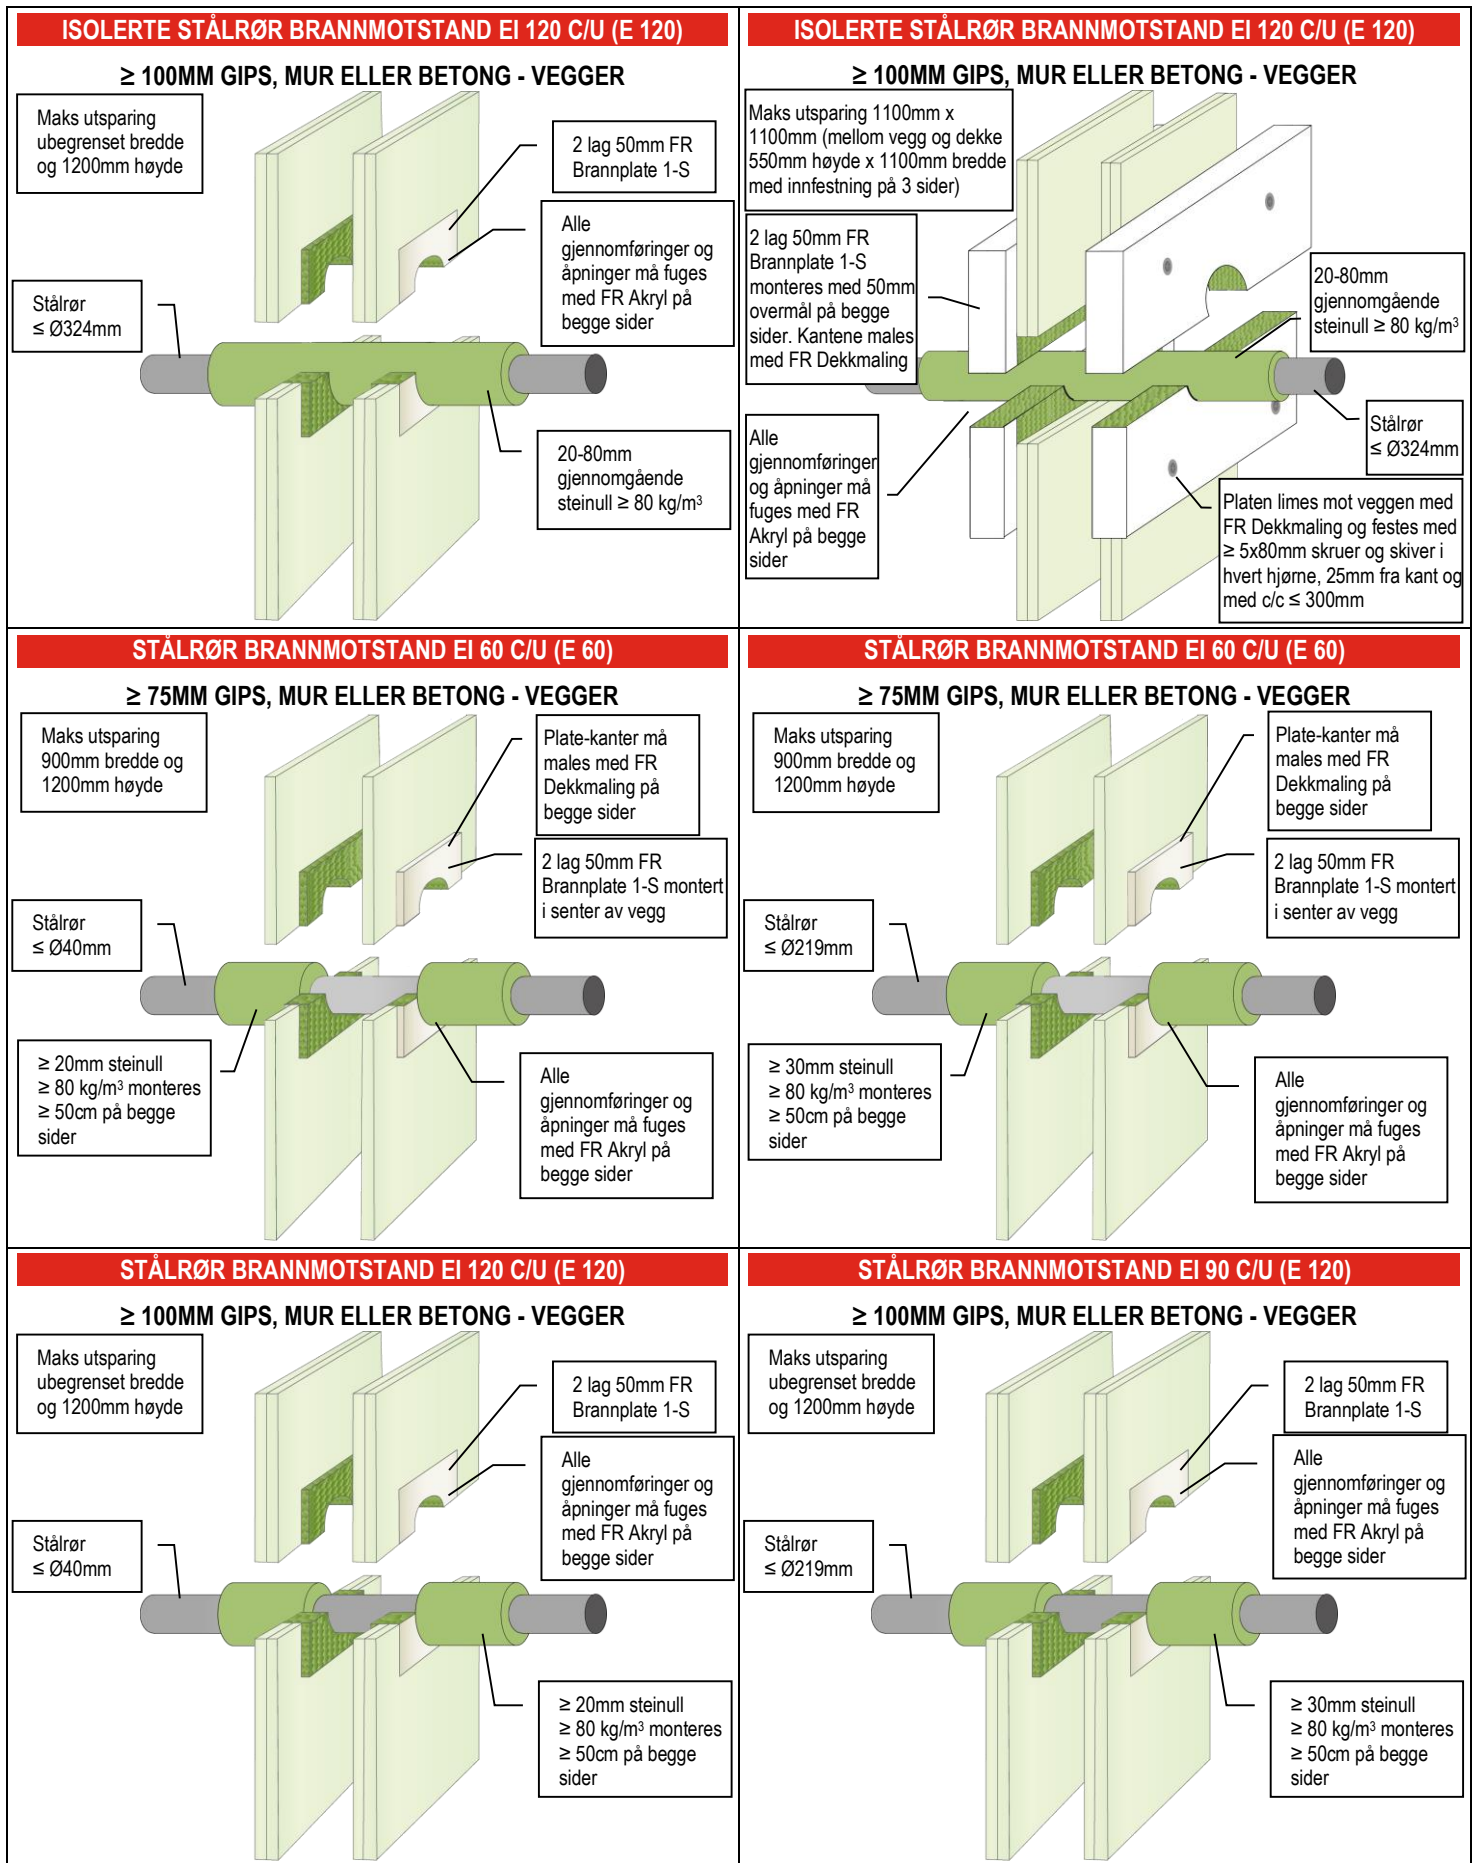 ISOLERTE STÅLRØR BRANNMOTSTAND EI 120 C/U (E 120)
≥ 100MM GIPS, MUR ELLER BETONG - VEGGER
Maks utsparing
ubegrenset bredde
og 1200mm høyde
2 lag 50mm FR
Brannplate 1-S
Alle
gjennomføringer og
åpninger må fuges
med FR Akryl på
begge sider
Stålrør
≤ Ø324mm
20-80mm
gjennomgående
steinull ≥ 80 kg/m³
ISOLERTE STÅLRØR BRANNMOTSTAND EI 120 C/U (E 120)
≥ 100MM GIPS, MUR ELLER BETONG - VEGGER
Maks utsparing 1100mm x
1100mm (mellom vegg og dekke
550mm høyde x 1100mm bredde
med innfestning på 3 sider)
2 lag 50mm FR
Brannplate 1-S
monteres med 50mm
overmål på begge
sider. Kantene males
med FR Dekkmaling
20-80mm
gjennomgående
steinull ≥ 80 kg/m³
Stålrør
≤ Ø324mm
Alle
gjennomføringer
og åpninger må
fuges med FR
Akryl på begge
sider
Platen limes mot veggen med
FR Dekkmaling og festes med
≥ 5x80mm skruer og skiver i
hvert hjørne, 25mm fra kant og
med c/c ≤ 300mm
STÅLRØR BRANNMOTSTAND EI 60 C/U (E 60)
≥ 75MM GIPS, MUR ELLER BETONG - VEGGER
Maks utsparing
900mm bredde og
1200mm høyde
Plate-kanter må
males med FR
Dekkmaling på
begge sider
2 lag 50mm FR
Brannplate 1-S montert
i senter av vegg
Stålrør
≤ Ø40mm
≥ 20mm steinull
≥ 80 kg/m³ monteres
≥ 50cm på begge
sider
Alle
gjennomføringer og
åpninger må fuges
med FR Akryl på
begge sider
STÅLRØR BRANNMOTSTAND EI 60 C/U (E 60)
≥ 75MM GIPS, MUR ELLER BETONG - VEGGER
Maks utsparing
900mm bredde og
1200mm høyde
Plate-kanter må
males med FR
Dekkmaling på
begge sider
2 lag 50mm FR
Brannplate 1-S montert
i senter av vegg
Stålrør
≤ Ø219mm
≥ 30mm steinull
≥ 80 kg/m³ monteres
≥ 50cm på begge
sider
Alle
gjennomføringer og
åpninger må fuges
med FR Akryl på
begge sider
STÅLRØR BRANNMOTSTAND EI 120 C/U (E 120)
≥ 100MM GIPS, MUR ELLER BETONG - VEGGER
Maks utsparing
ubegrenset bredde
og 1200mm høyde
2 lag 50mm FR
Brannplate 1-S
Alle
gjennomføringer og
åpninger må fuges
med FR Akryl på
begge sider
Stålrør
≤ Ø40mm
≥ 20mm steinull
≥ 80 kg/m³ monteres
≥ 50cm på begge
sider
STÅLRØR BRANNMOTSTAND EI 90 C/U (E 120)
≥ 100MM GIPS, MUR ELLER BETONG - VEGGER
Maks utsparing
ubegrenset bredde
og 1200mm høyde
2 lag 50mm FR
Brannplate 1-S
Alle
gjennomføringer og
åpninger må fuges
med FR Akryl på
begge sider
Stålrør
≤ Ø219mm
≥ 30mm steinull
≥ 80 kg/m³ monteres
≥ 50cm på begge
sider